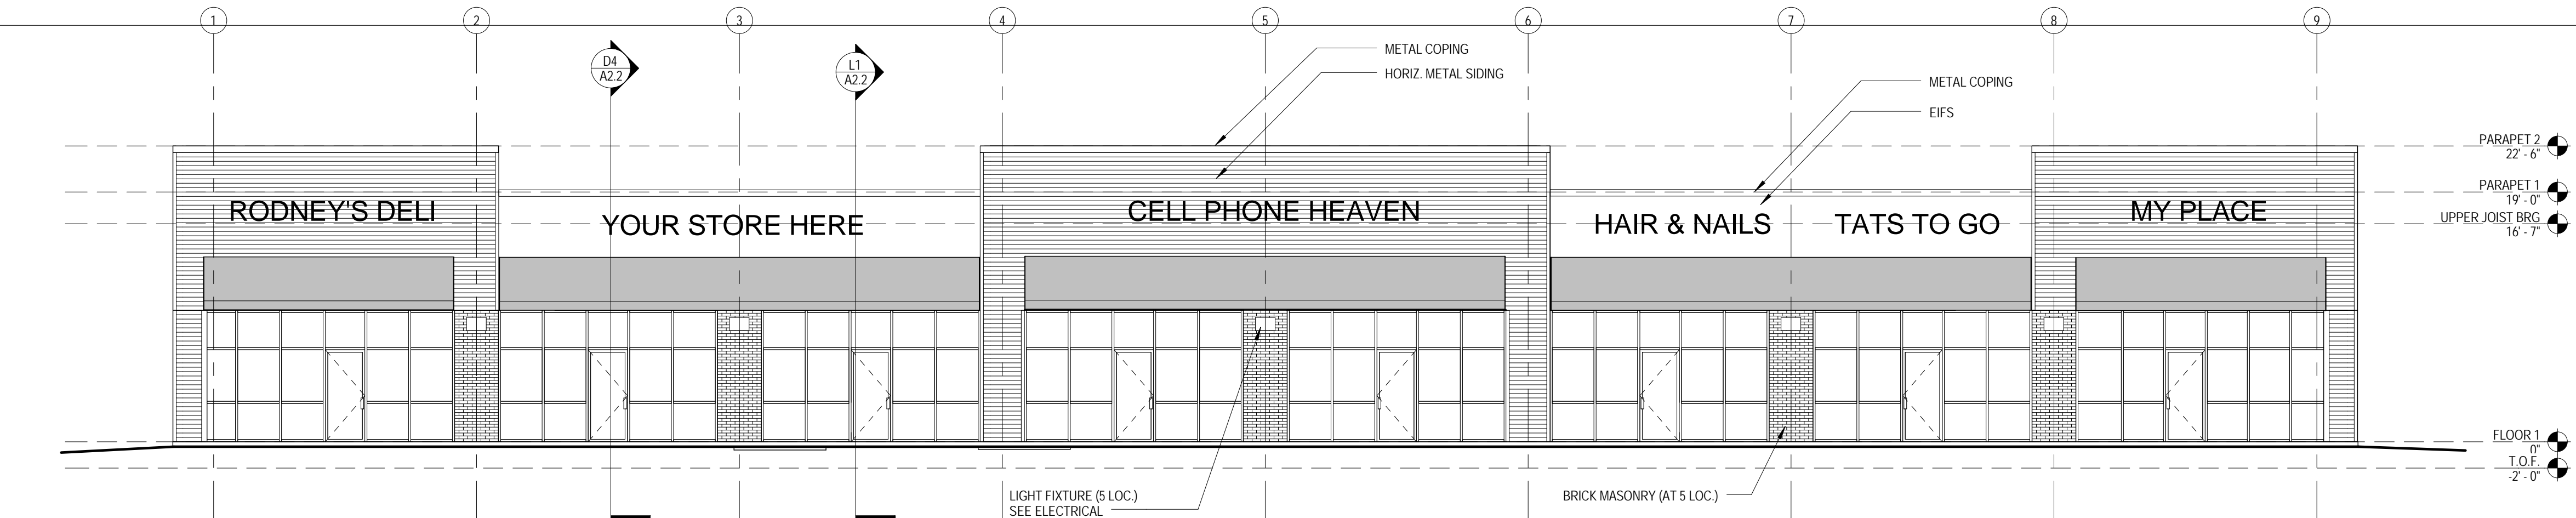 1
2
3
4
5
6
7
8
9
D4
A2.2
L1
A2.2
METAL COPING
HORIZ. METAL SIDING
METAL COPING
EIFS
PARAPET 2
22' - 6"
PARAPET 1
19' - 0"
UPPER JOIST BRG
16' - 7"
RODNEY'S DELI
YOUR STORE HERE
CELL PHONE HEAVEN
HAIR & NAILS
TATS TO GO
MY PLACE
FLOOR 1
0"
T.O.F.
-2' - 0"
LIGHT FIXTURE (5 LOC.)
SEE ELECTRICAL
BRICK MASONRY (AT 5 LOC.)